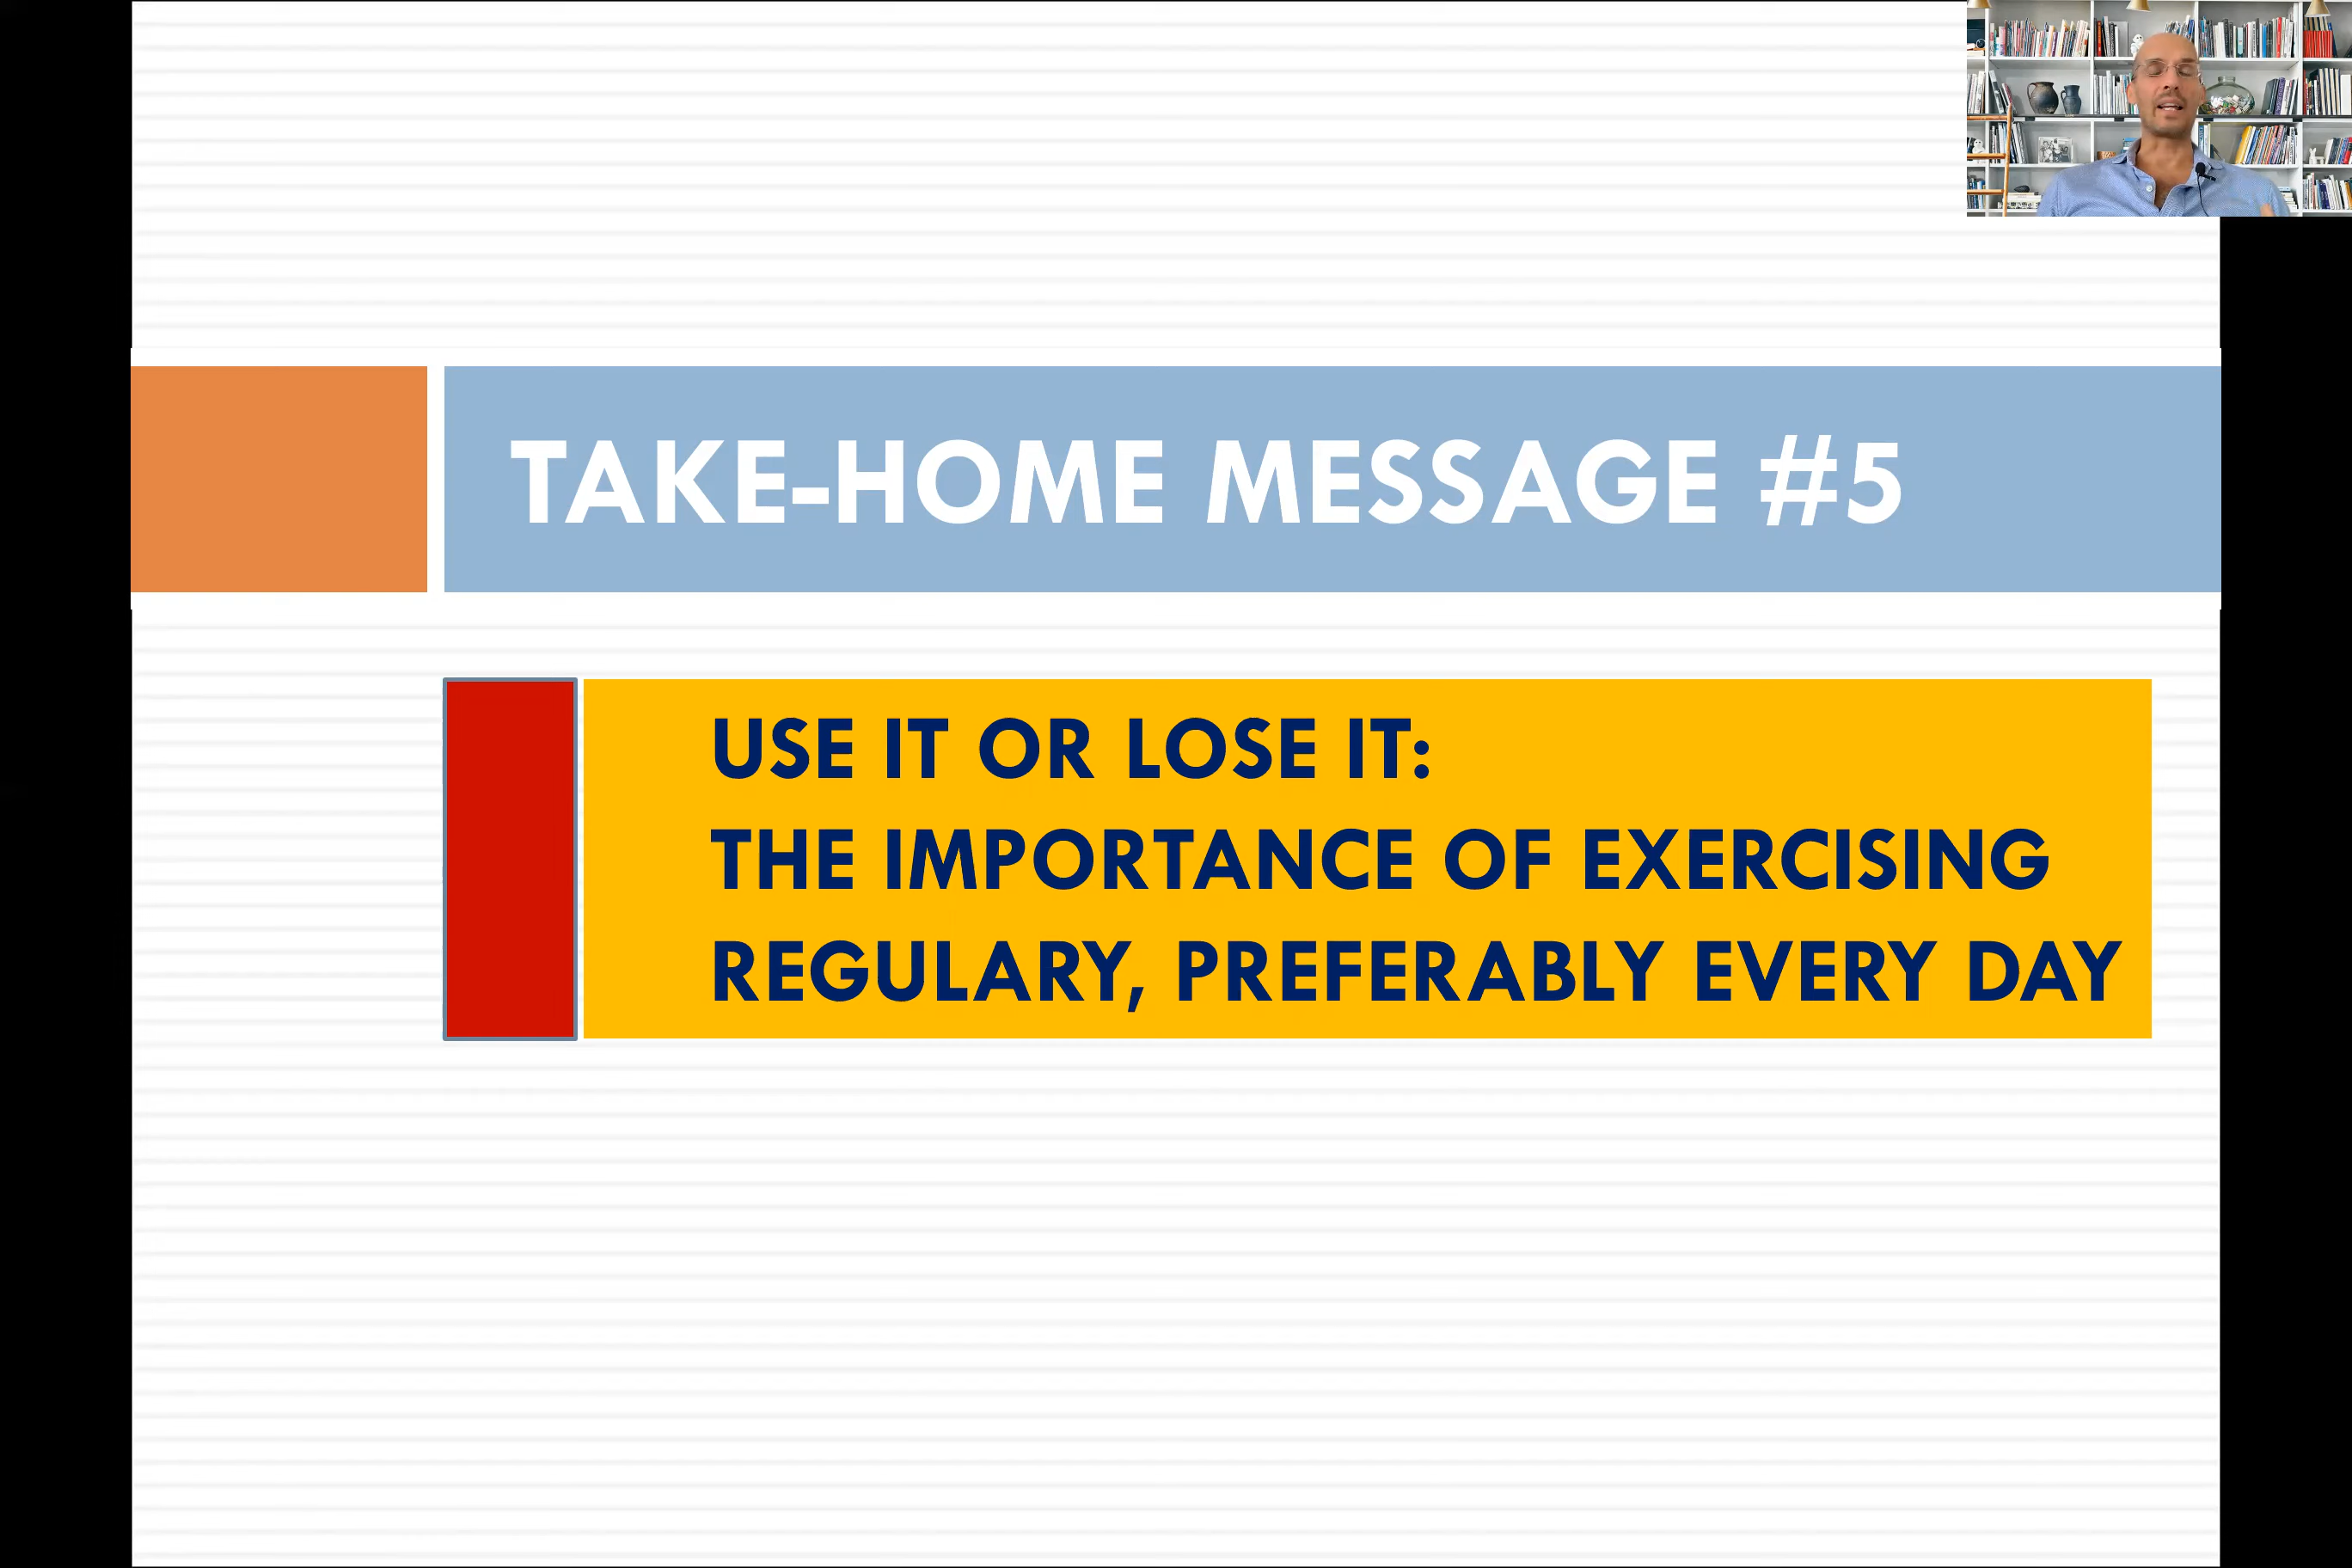 TAKE-HOME MESSAGE #5
USE IT OR LOSE IT:
THE IMPORTANCE OF EXERCISING
REGULARY, PREFERABLY EVERY DAY